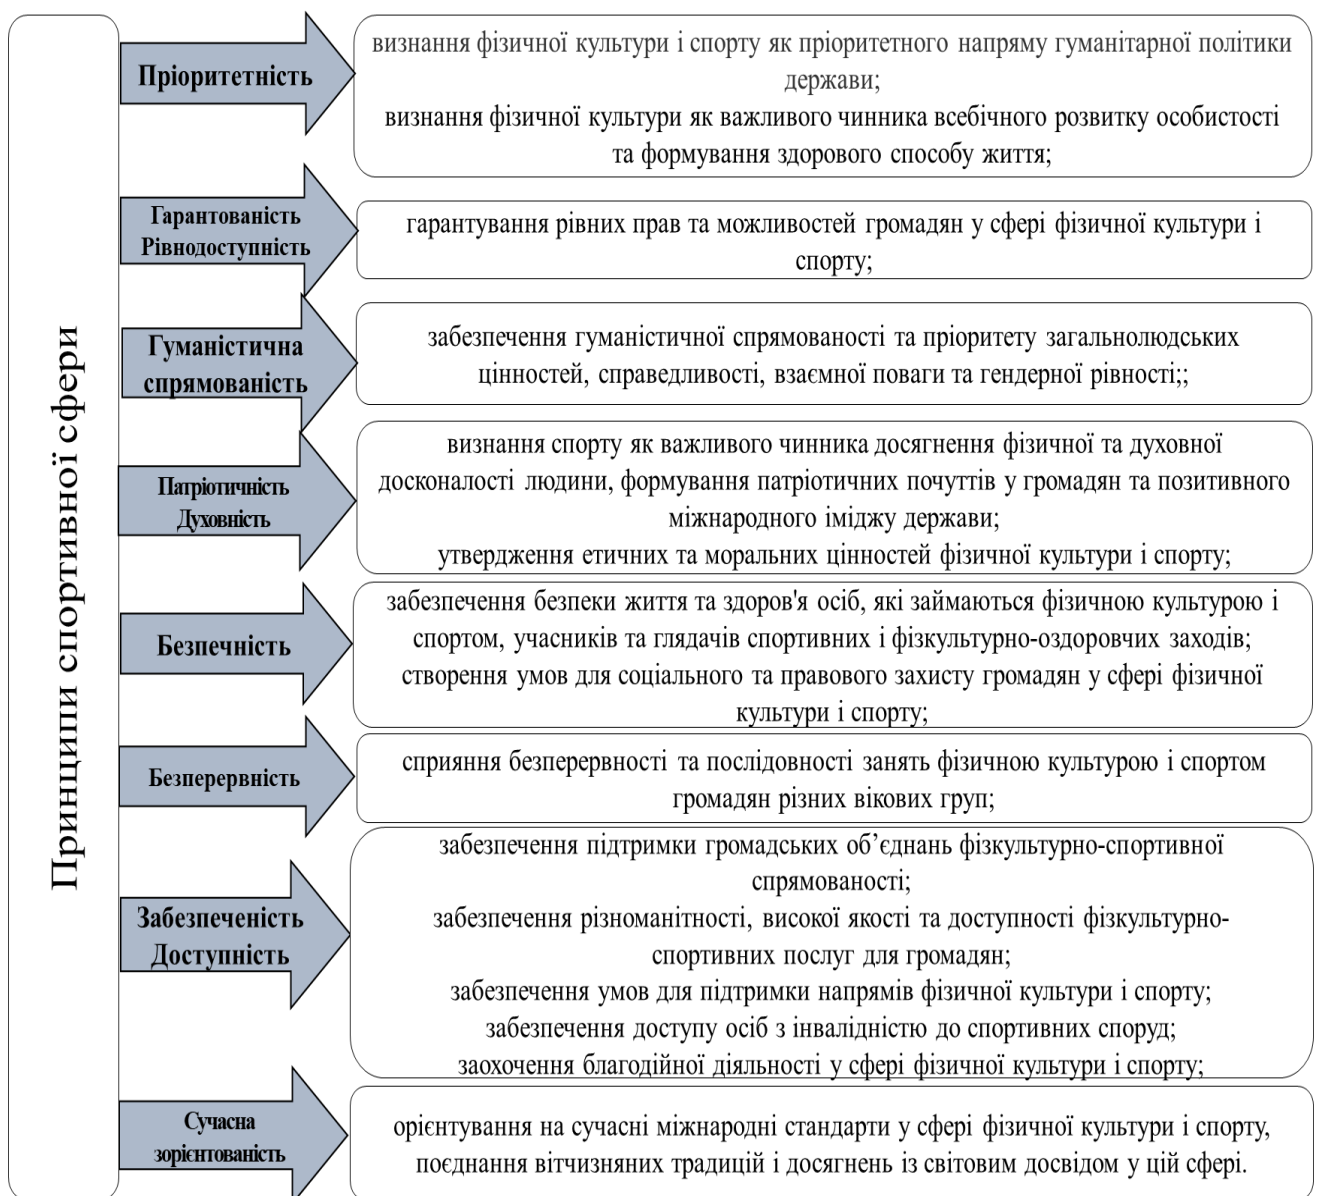 Принципи спортивної сфери
Пріоритетність
визнання фізичної культури і спорту як пріоритетного напряму гуманітарної політики
держави;
визнання фізичної культури як важливого чинника всебічного розвитку особистості
та формування здорового способу життя;
Гарантованість
Рівнодоступність
гарантування рівних прав та можливостей громадян у сфері фізичної культури і
спорту;
Гуманістична
спрямованість
забезпечення гуманістичної спрямованості та пріоритету загальнолюдських
цінностей, справедливості, взаємної поваги та гендерної рівності;;
Патріотичність
Духовність
визнання спорту як важливого чинника досягнення фізичної та духовної
досконалості людини, формування патріотичних почуттів у громадян та позитивного
міжнародного іміджу держави;
утвердження етичних та моральних цінностей фізичної культури і спорту;
Безпечність
забезпечення безпеки життя та здоров'я осіб, які займаються фізичною культурою і
спортом, учасників та глядачів спортивних і фізкультурно-оздоровчих заходів;
створення умов для соціального та правового захисту громадян у сфері фізичної
культури і спорту;
Безперервність
сприяння безперервності та послідовності занять фізичною культурою і спортом
громадян різних вікових груп;
Забезпеченість
Доступність
забезпечення підтримки громадських об’єднань фізкультурно-спортивної
спрямованості;
забезпечення різноманітності, високої якості та доступності фізкультурно-
спортивних послуг для громадян;
забезпечення умов для підтримки напрямів фізичної культури і спорту;
забезпечення доступу осіб з інвалідністю до спортивних споруд;
заохочення благодійної діяльності у сфері фізичної культури і спорту;
Сучасна
зорієнтованість
орієнтування на сучасні міжнародні стандарти у сфері фізичної культури і спорту,
поєднання вітчизняних традицій і досягнень із світовим досвідом у цій сфері.